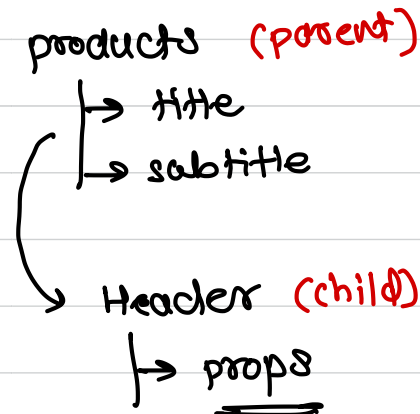 products (parent)
title
subtitle
Header (child)
props